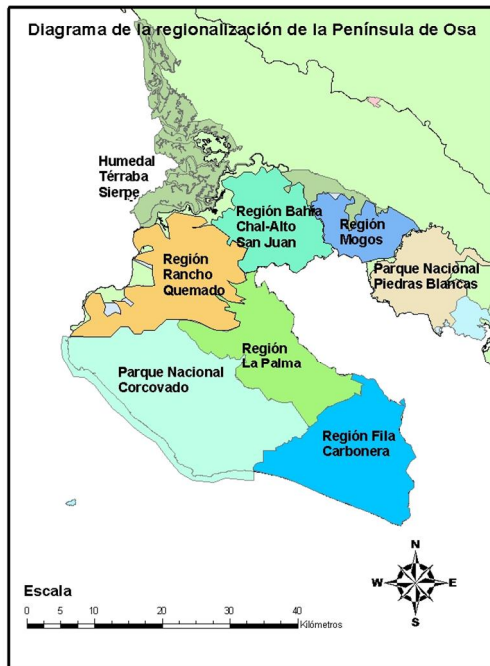 Diagrama de la regionalización de la Península de Osa
Humedal
Térraba
Sierpe
Región Bahía
Chal-Alto
San Juan
Región
Mogos
Parque Nacional
Piedras Blancas
Región
Rancho
Quemado
Región
La Palma
Parque Nacional
Corcovado
Región Fila
Carbonera
N
W
E
S
Escala
0 5 10 20 30 40
Kilómetros